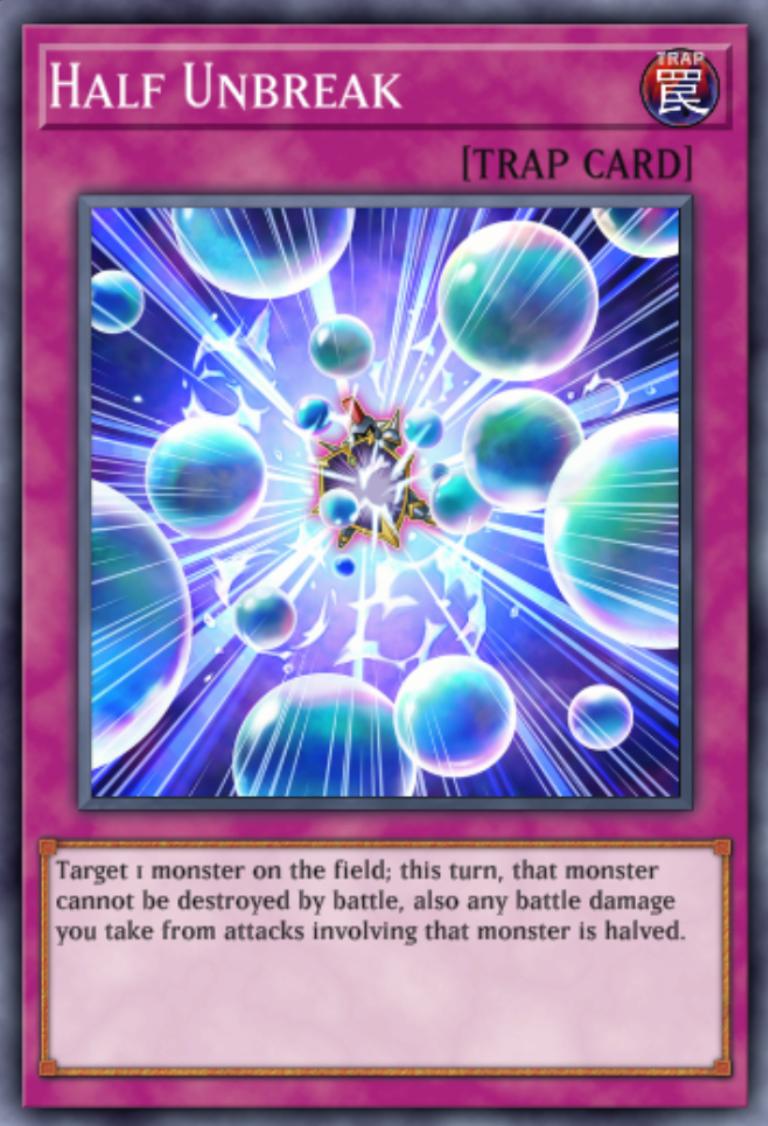 HALF UNBREAK
TRAP
罠
[TRAP CARD]
Target 1 monster on the field; this turn, that monster
cannot be destroyed by battle, also any battle damage
you take from attacks involving that monster is halved.